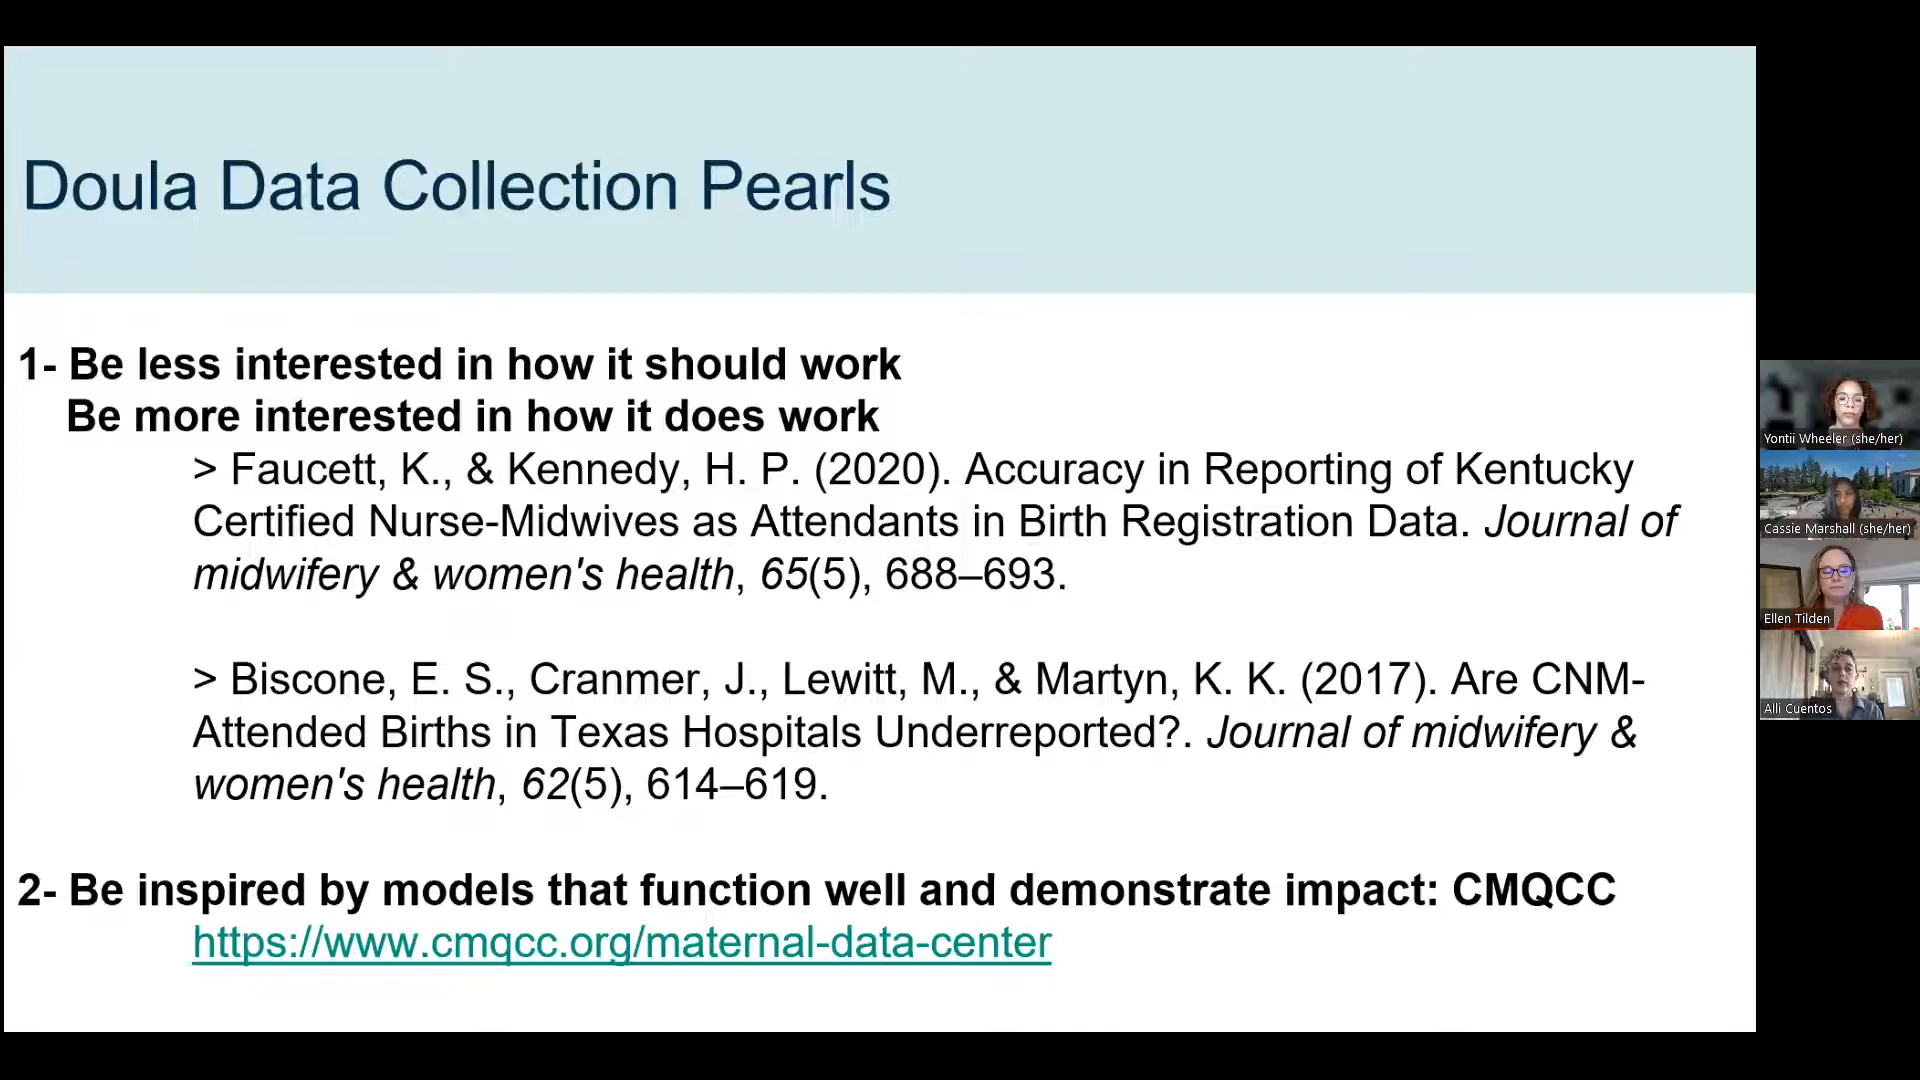 Doula Data Collection Pearls
1- Be less interested in how it should work
Be more interested in how it does work
> Faucett, K., & Kennedy, H. P. (2020). Accuracy in Reporting of Kentucky
Certified Nurse-Midwives as Attendants in Birth Registration Data. Journal of
midwifery & women's health, 65(5), 688–693.
> Biscone, E. S., Cranmer, J., Lewitt, M., & Martyn, K. K. (2017). Are CNM-
Attended Births in Texas Hospitals Underreported?. Journal of midwifery &
women's health, 62(5), 614–619.
2- Be inspired by models that function well and demonstrate impact: CMQCC
https://www.cmqcc.org/maternal-data-center
Yontii Wheeler (she/her)
Cassie Marshall (she/her)
Ellen Tilden
Alli Cuentos